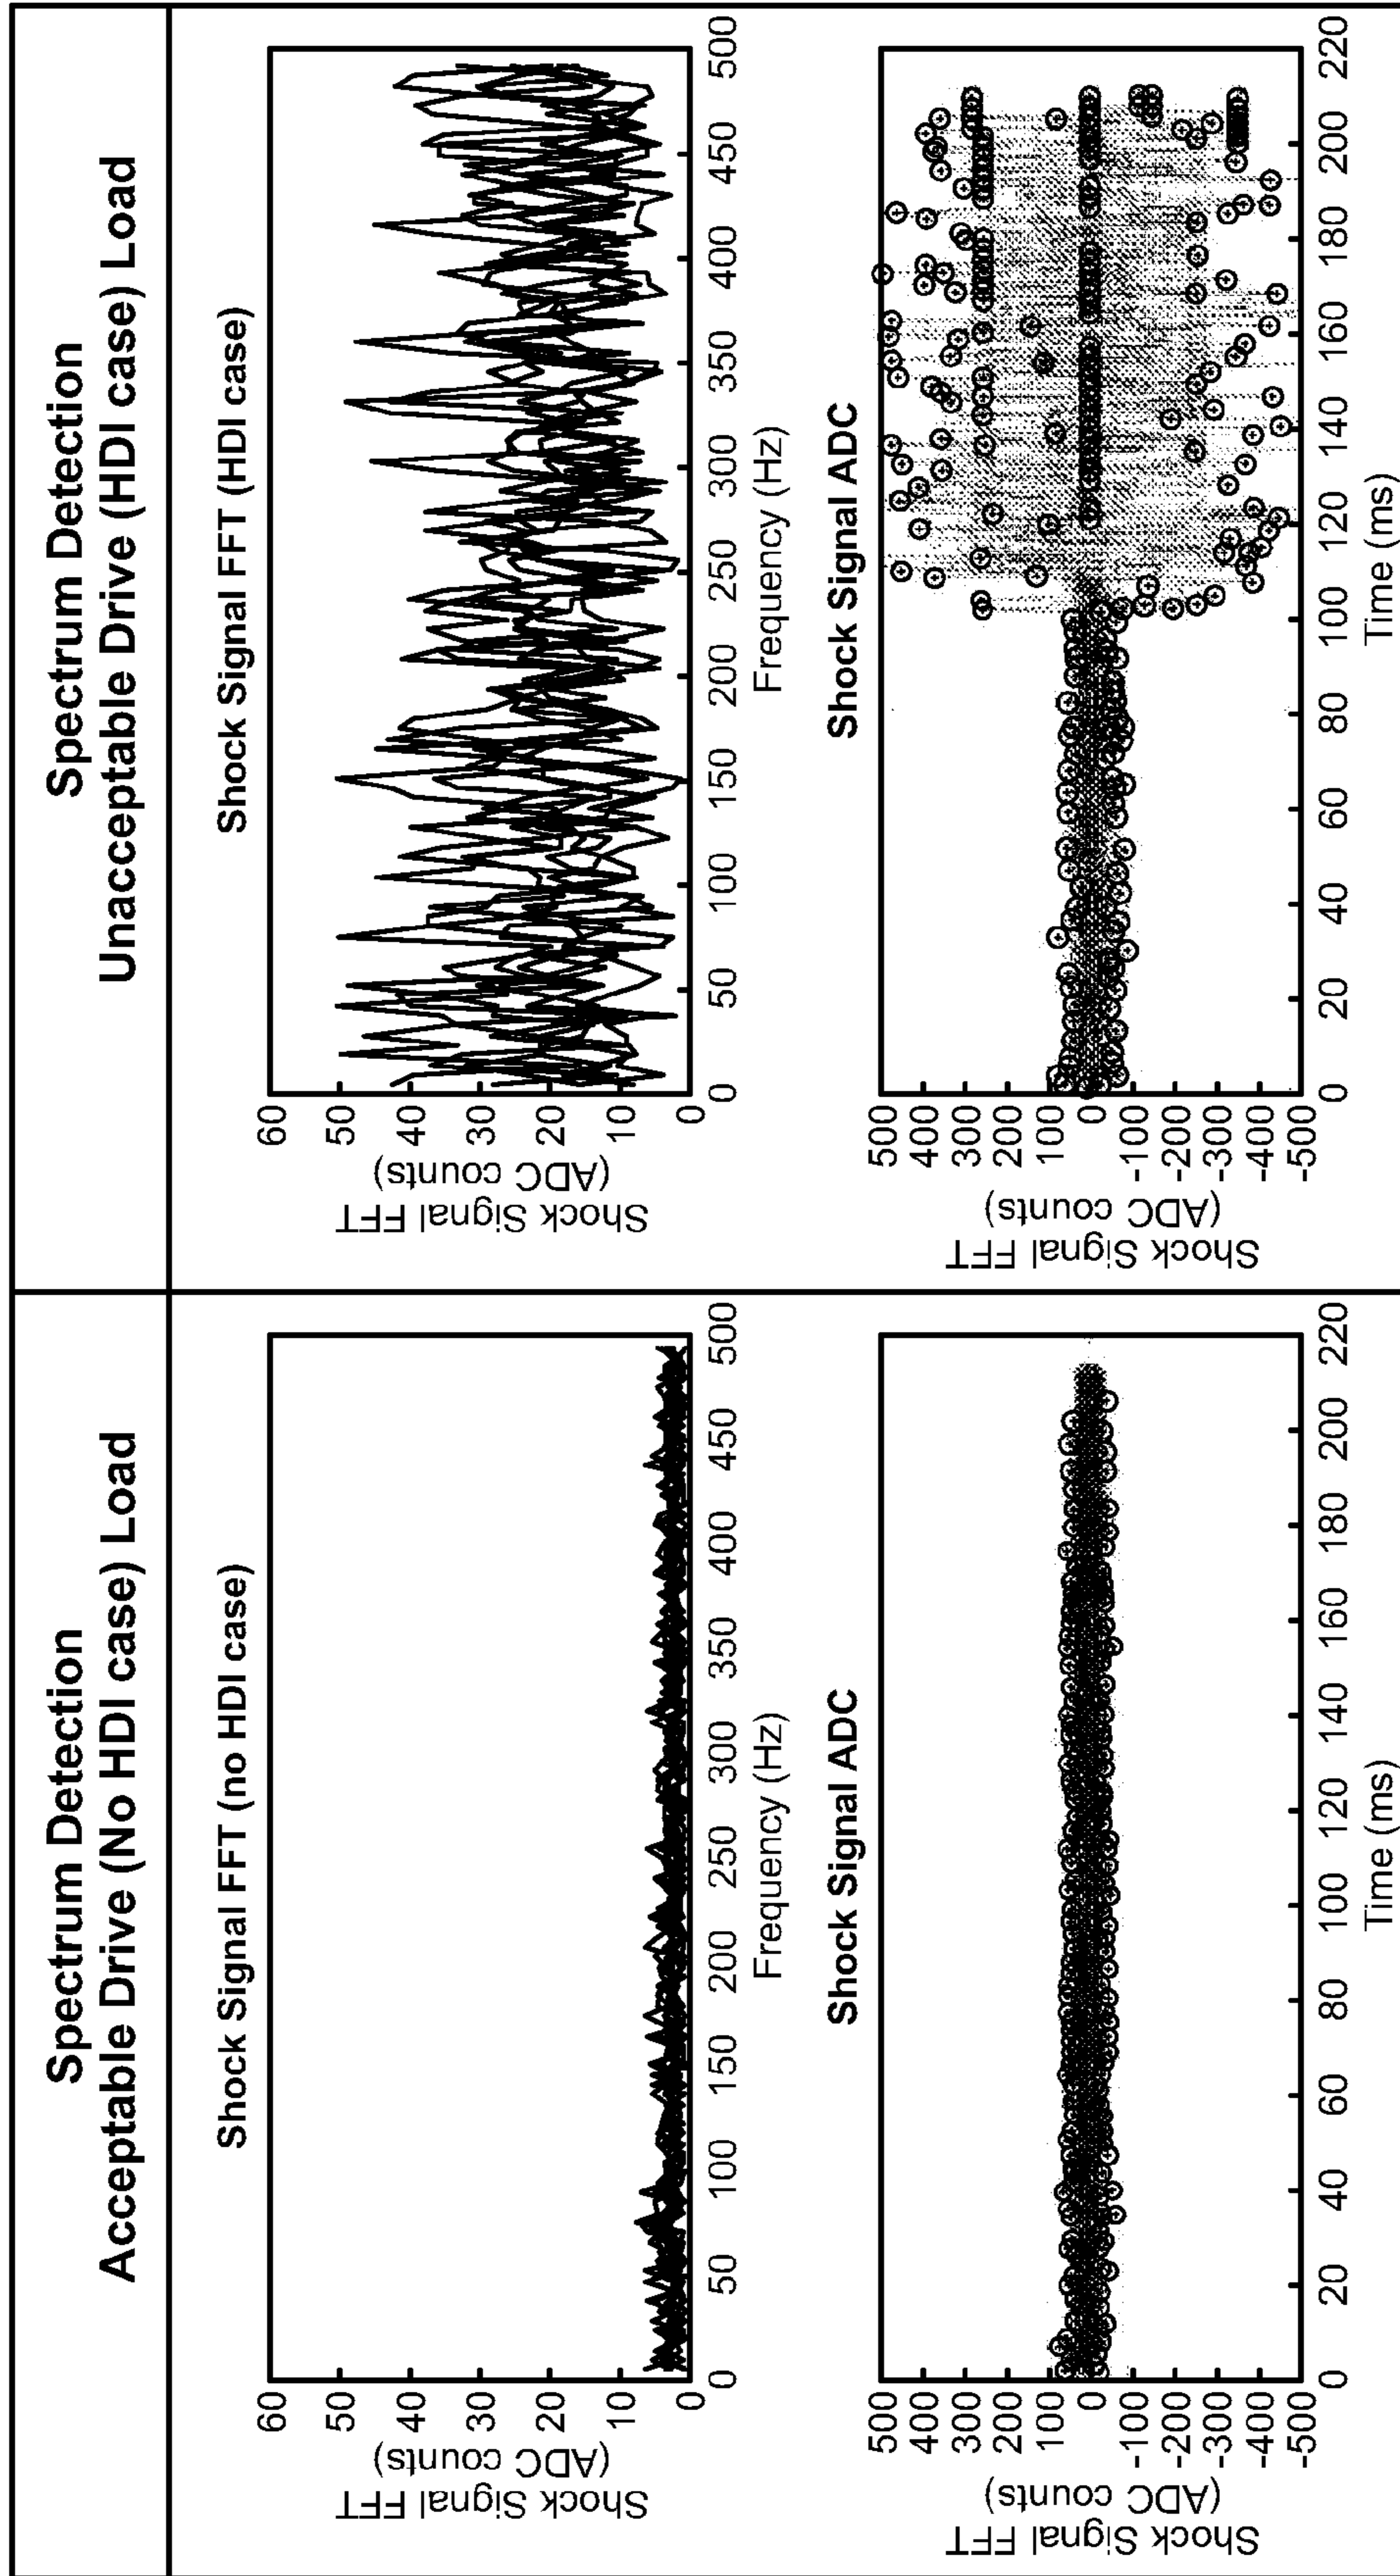 Spectrum Detection
Acceptable Drive (No HDI case) Load
Shock Signal FFT (no HDI case)
Shock Signal FFT
(ADC counts)
60
50
40
30
20
10
0
0 50 100 150 200 250 300 350 400 450 500
Frequency (Hz)
Shock Signal ADC
Shock Signal FFT
(ADC counts)
500
400
300
200
100
0
-100
-200
-300
-400
-500
0 20 40 60 80 100 120 140 160 180 200 220
Time (ms)
Spectrum Detection
Unacceptable Drive (HDI case) Load
Shock Signal FFT (HDI case)
Shock Signal FFT
(ADC counts)
60
50
40
30
20
10
0
0 50 100 150 200 250 300 350 400 450 500
Frequency (Hz)
Shock Signal ADC
Shock Signal FFT
(ADC counts)
500
400
300
200
100
0
-100
-200
-300
-400
-500
0 20 40 60 80 100 120 140 160 180 200 220
Time (ms)